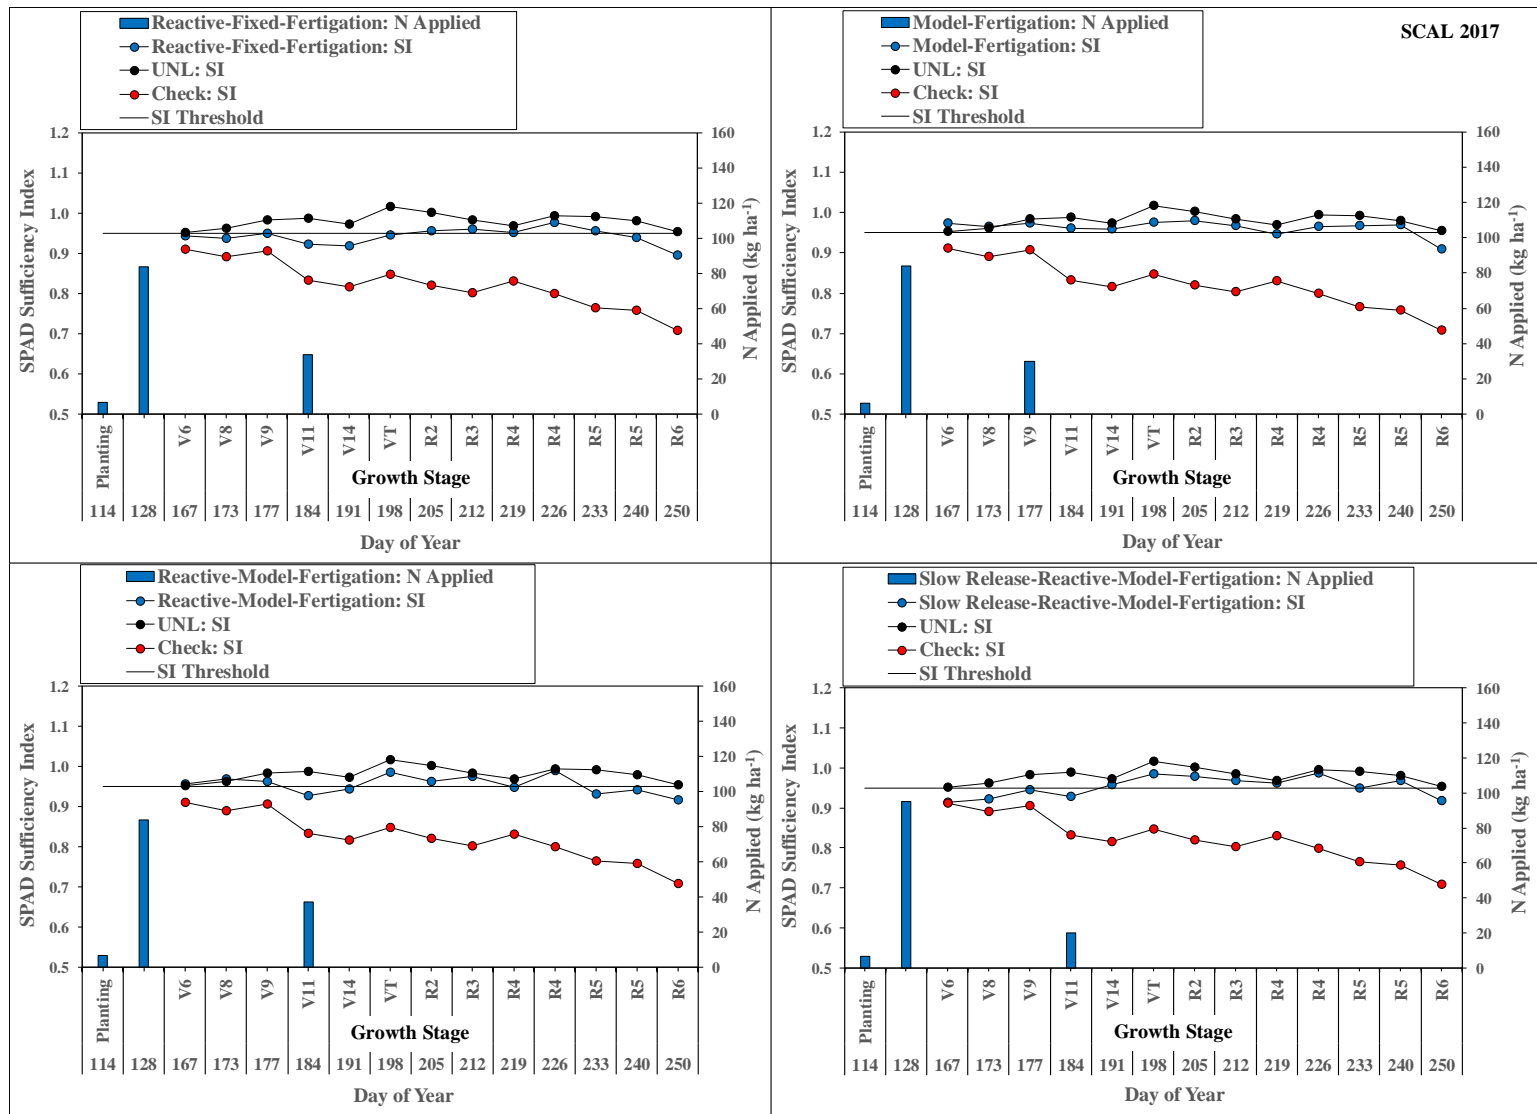 Reactive-Fixed-Fertigation: N Applied
Reactive-Fixed-Fertigation: SI
UNL: SI
Check: SI
SI Threshold
1.2
1.1
1.0
0.9
0.8
0.7
0.6
0.5
SPAD Sufficiency Index
160
140
120
100
80
60
40
20
0
N Applied (kg ha-1)
Planting V6 V8 V9 V11 V14 VT R2 R3 R4 R4 R5 R5 R6
Growth Stage
114 128 167 173 177 184 191 198 205 212 219 226 233 240 250
Day of Year
Model-Fertigation: N Applied
Model-Fertigation: SI
UNL: SI
Check: SI
SI Threshold
SCAL 2017
1.2
1.1
1.0
0.9
0.8
0.7
0.6
0.5
SPAD Sufficiency Index
160
140
120
100
80
60
40
20
0
N Applied (kg ha-1)
Planting V6 V8 V9 V11 V14 VT R2 R3 R4 R4 R5 R5 R6
Growth Stage
114 128 167 173 177 184 191 198 205 212 219 226 233 240 250
Day of Year
Reactive-Model-Fertigation: N Applied
Reactive-Model-Fertigation: SI
UNL: SI
Check: SI
SI Threshold
1.2
1.1
1.0
0.9
0.8
0.7
0.6
0.5
SPAD Sufficiency Index
160
140
120
100
80
60
40
20
0
N Applied (kg ha-1)
Planting V6 V8 V9 V11 V14 VT R2 R3 R4 R4 R5 R5 R6
Growth Stage
114 128 167 173 177 184 191 198 205 212 219 226 233 240 250
Day of Year
Slow Release-Reactive-Model-Fertigation: N Applied
Slow Release-Reactive-Model-Fertigation: SI
UNL: SI
Check: SI
SI Threshold
1.2
1.1
1.0
0.9
0.8
0.7
0.6
0.5
SPAD Sufficiency Index
160
140
120
100
80
60
40
20
0
N Applied (kg ha-1)
Planting V6 V8 V9 V11 V14 VT R2 R3 R4 R4 R5 R5 R6
Growth Stage
114 128 167 173 177 184 191 198 205 212 219 226 233 240 250
Day of Year